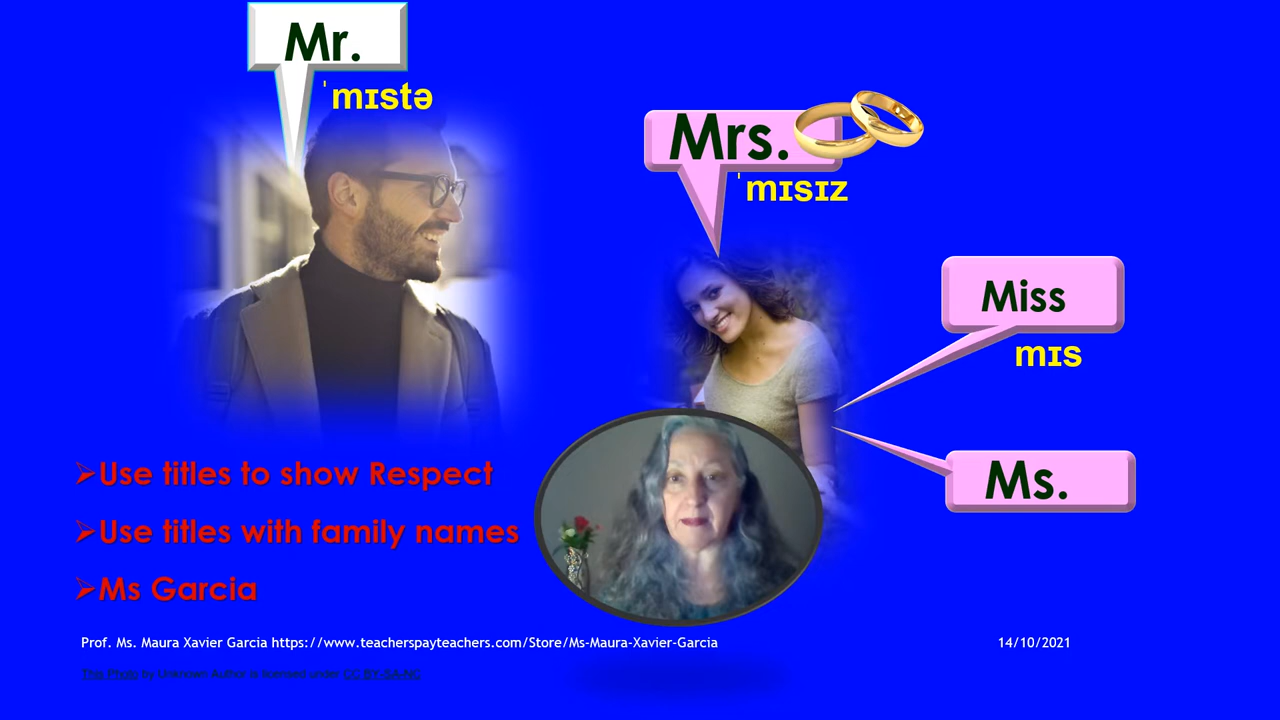 Mr.
ˈmɪstə
Mrs.
ˈmɪsɪz
Miss
mɪs
Ms.
➢Use titles to show Respect
➢Use titles with family names
➢Ms Garcia
Prof. Ms. Maura Xavier Garcia https://www.teacherspayteachers.com/Store/Ms-Maura-Xavier-Garcia
14/10/2021
This Photo by Unknown Author is licensed under CC BY-SA-NC